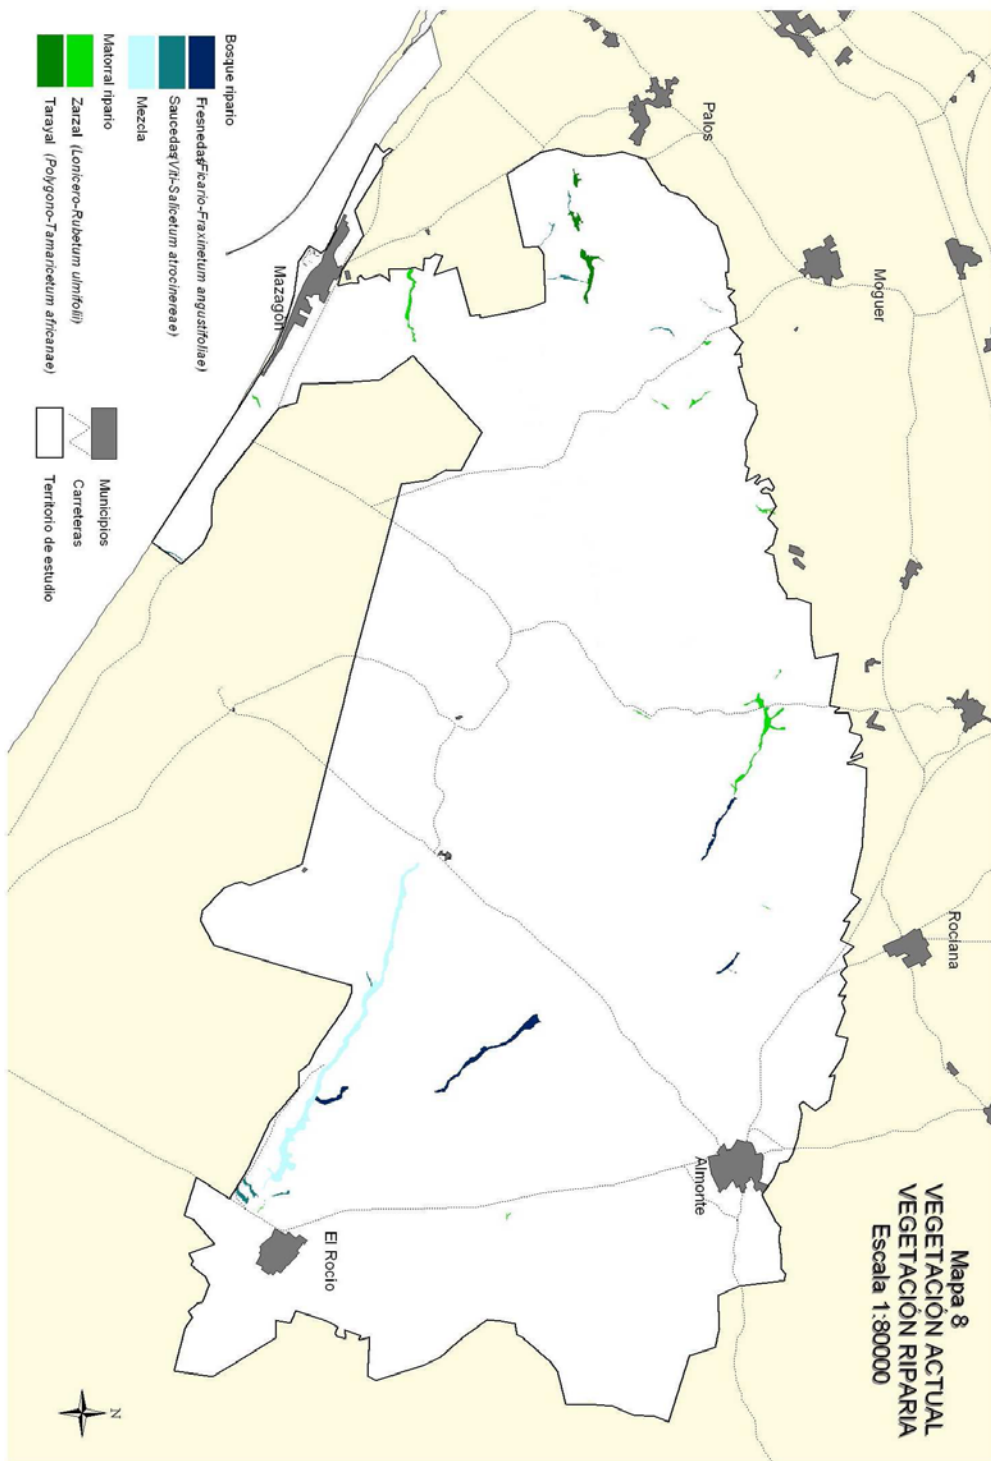 Mapa 8
VEGETACIÓN ACTUAL
VEGETACIÓN RIPARIA
Escala 1:80000
Palos
Moguer
Rociana
Almonte
El Rocio
Mazagón
N
Bosque ripario
Fresnedas(Ficario-Fraxinetum angustifoliae)
Saucedas(Viti-Salicetum atrocinereae)
Mezcla
Matorral ripario
Zarzal (Lonicero-Rubetum ulmifolii)
Tarayal (Polygono-Tamaricetum africanae)
Municipios
Carreteras
Territorio de estudio